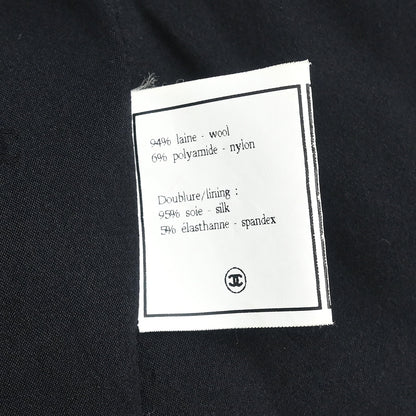 94% laine - wool
6% polyamide - nylon
Doublure/lining :
95% soie - silk
5% élasthanne - spandex